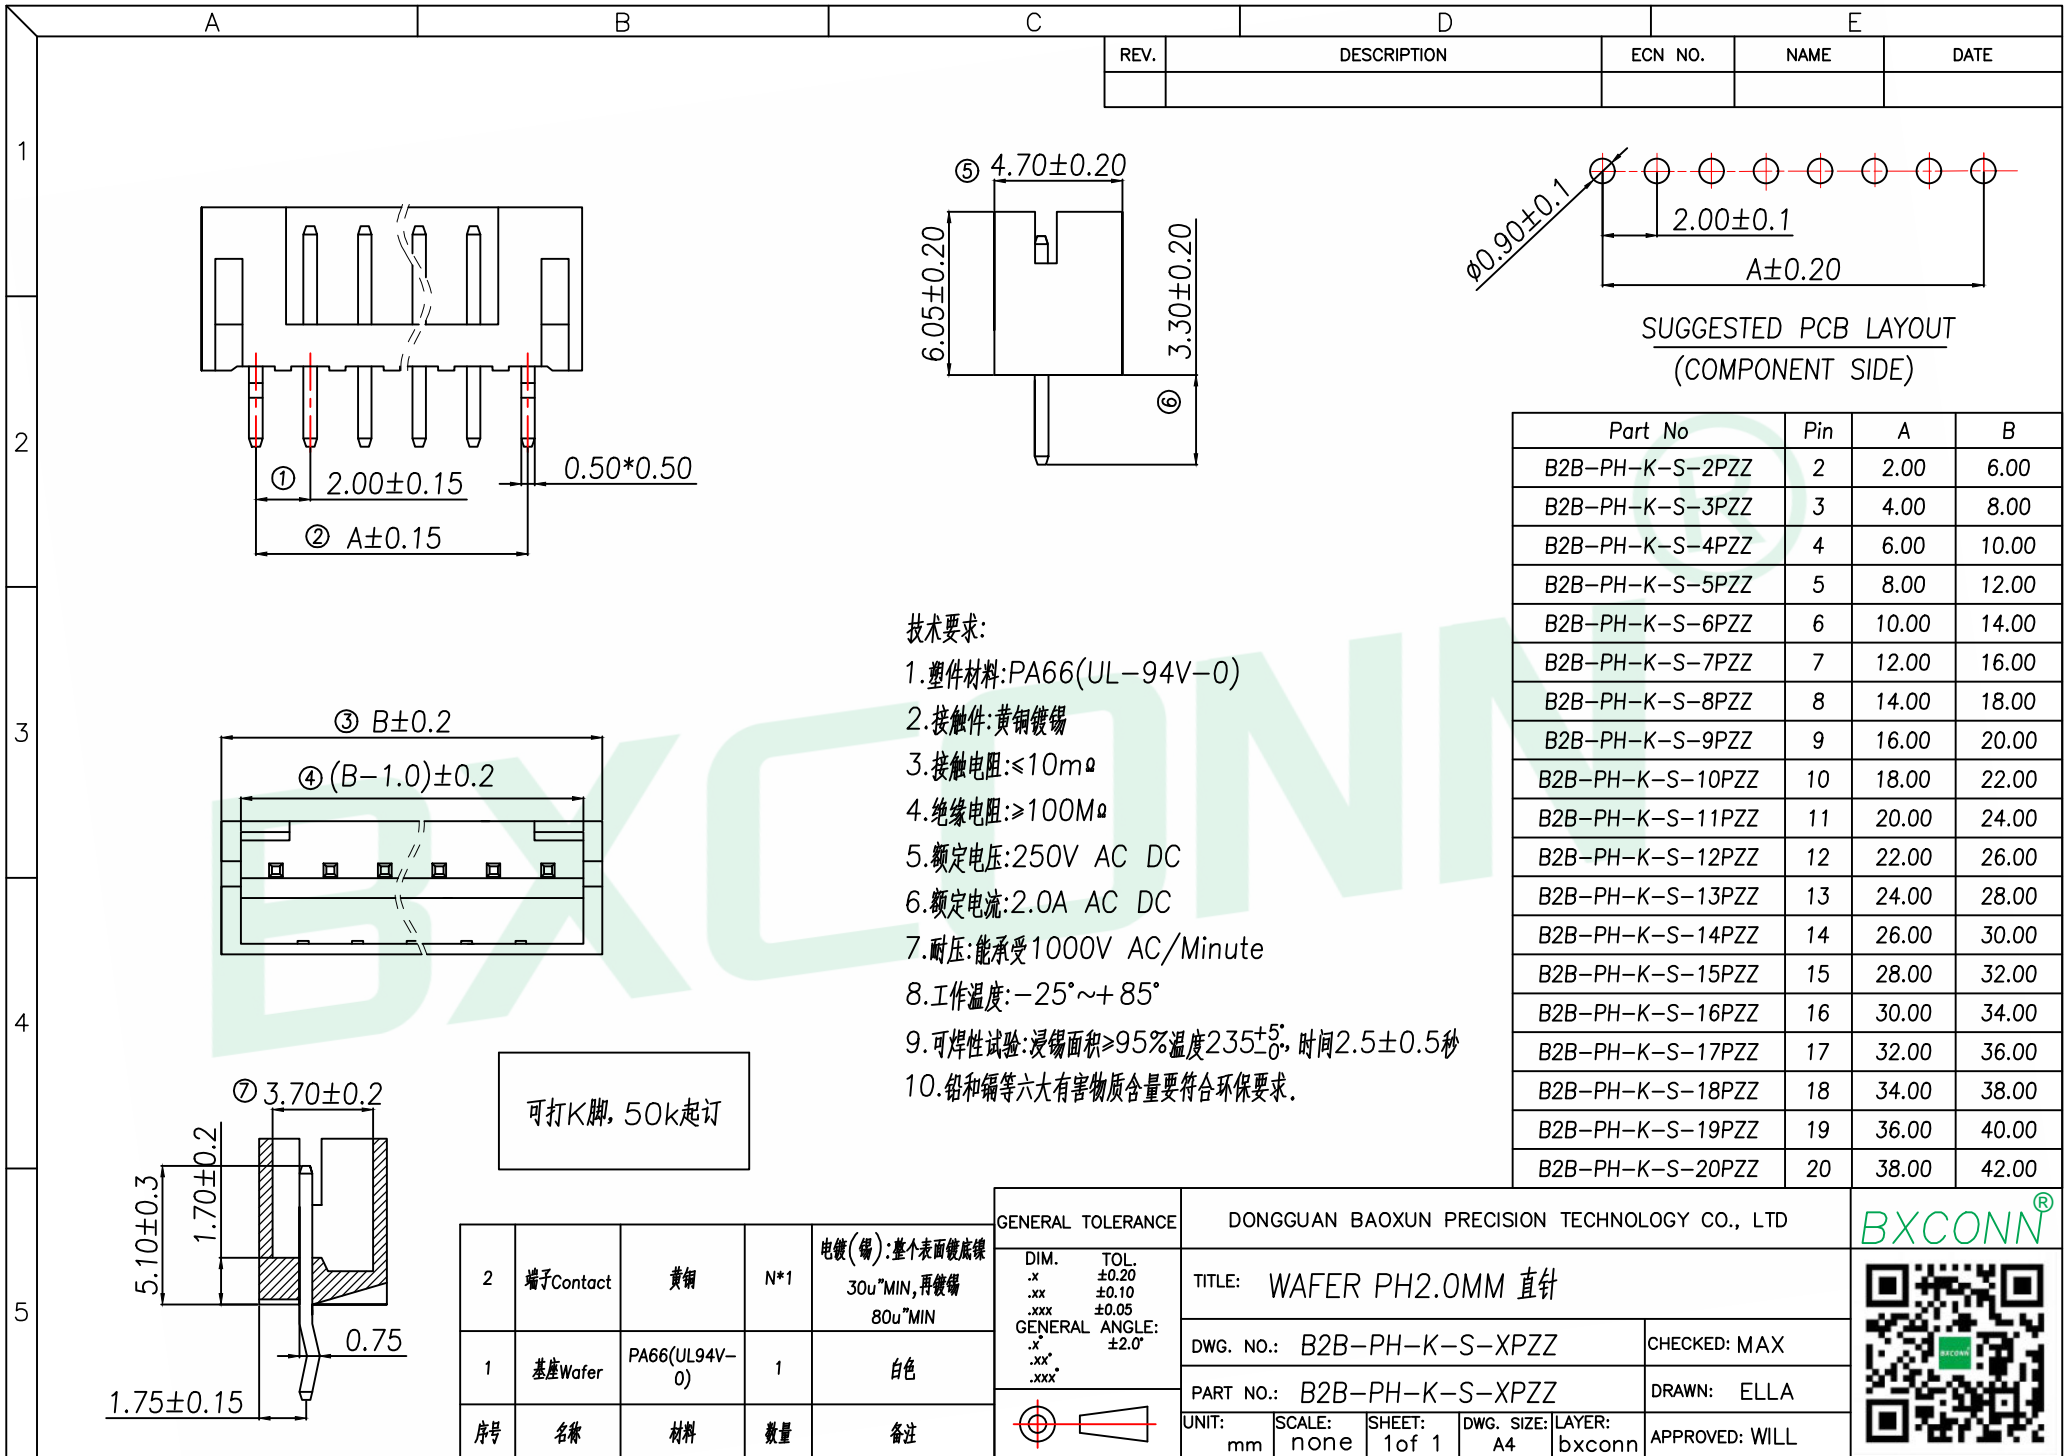 A B C D E
REV. DESCRIPTION ECN NO. NAME DATE
1
2
3
4
5
① 2.00±0.15
0.50*0.50
② A±0.15
⑤ 4.70±0.20
6.05±0.20
3.30±0.20
⑥
ø0.90±0.1
2.00±0.1
A±0.20
SUGGESTED PCB LAYOUT
(COMPONENT SIDE)
Part No Pin A B
B2B-PH-K-S-2PZZ 2 2.00 6.00
B2B-PH-K-S-3PZZ 3 4.00 8.00
B2B-PH-K-S-4PZZ 4 6.00 10.00
B2B-PH-K-S-5PZZ 5 8.00 12.00
B2B-PH-K-S-6PZZ 6 10.00 14.00
B2B-PH-K-S-7PZZ 7 12.00 16.00
B2B-PH-K-S-8PZZ 8 14.00 18.00
B2B-PH-K-S-9PZZ 9 16.00 20.00
B2B-PH-K-S-10PZZ 10 18.00 22.00
B2B-PH-K-S-11PZZ 11 20.00 24.00
B2B-PH-K-S-12PZZ 12 22.00 26.00
B2B-PH-K-S-13PZZ 13 24.00 28.00
B2B-PH-K-S-14PZZ 14 26.00 30.00
B2B-PH-K-S-15PZZ 15 28.00 32.00
B2B-PH-K-S-16PZZ 16 30.00 34.00
B2B-PH-K-S-17PZZ 17 32.00 36.00
B2B-PH-K-S-18PZZ 18 34.00 38.00
B2B-PH-K-S-19PZZ 19 36.00 40.00
B2B-PH-K-S-20PZZ 20 38.00 42.00
③ B±0.2
④ (B-1.0)±0.2
技术要求:
1.塑件材料:PA66(UL-94V-0)
2.接触件:黄铜镀锡
3.接触电阻:≤10mΩ
4.绝缘电阻:≥100MΩ
5.额定电压:250V AC DC
6.额定电流:2.0A AC DC
7.耐压:能承受1000V AC/Minute
8.工作温度:-25°~+85°
9.可焊性试验:浸锡面积≥95%温度235+5°-0°,时间2.5±0.5秒
10.铅和镉等六大有害物质含量要符合环保要求.
BXCONN®
可打K脚, 50k起订
⑦ 3.70±0.2
1.70±0.2
5.10±0.3
0.75
1.75±0.15
2 端子Contact 黄铜 N*1 电镀(锡):整个表面镀底镍
30u"MIN,再镀锡
80u"MIN
1 基座Wafer PA66(UL94V-
0) 1 白色
序号 名称 材料 数量 备注
GENERAL TOLERANCE
DIM. TOL.
.x ±0.20
.xx ±0.10
.xxx ±0.05
GENERAL ANGLE:
.x° ±2.0°
.xx°
.xxx°
DONGGUAN BAOXUN PRECISION TECHNOLOGY CO., LTD
TITLE: WAFER PH2.0MM 直针
DWG. NO.: B2B-PH-K-S-XPZZ CHECKED: MAX
PART NO.: B2B-PH-K-S-XPZZ DRAWN: ELLA
UNIT: mm SCALE: none SHEET: 1of 1 DWG. SIZE: A4 LAYER: bxconn APPROVED: WILL
BXCONN®
BXCONN